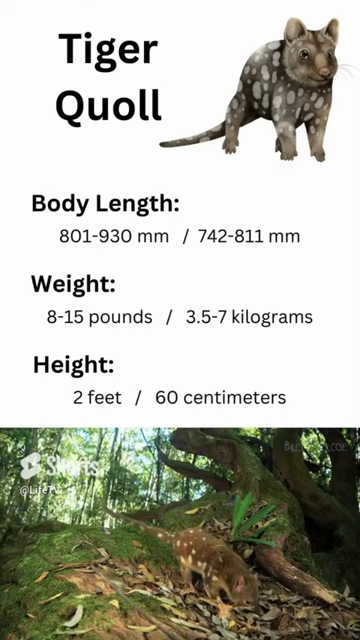 Tiger
Quoll
Body Length:
801-930 mm / 742-811 mm
Weight:
8-15 pounds / 3.5-7 kilograms
Height:
2 feet / 60 centimeters
Shorts